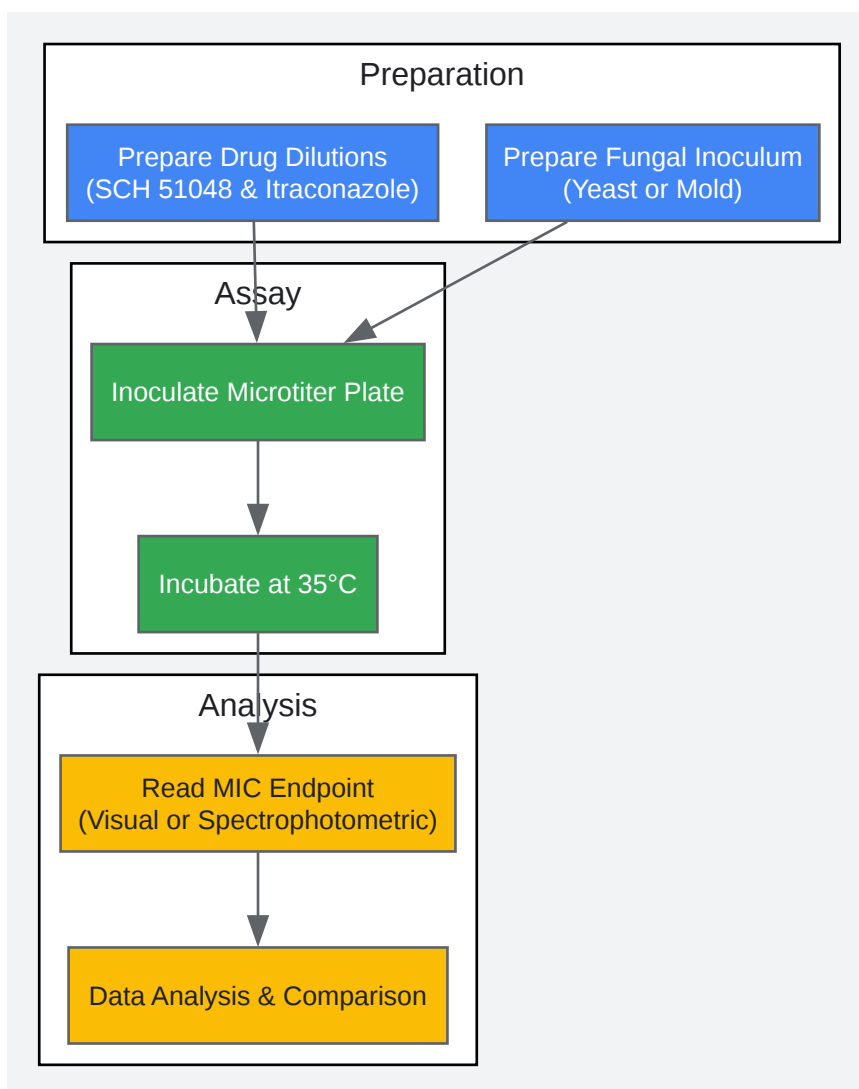 Preparation
Prepare Drug Dilutions
(SCH 51048 & Itraconazole)
Prepare Fungal Inoculum
(Yeast or Mold)
Assay
Inoculate Microtiter Plate
Incubate at 35°C
Analysis
Read MIC Endpoint
(Visual or Spectrophotometric)
Data Analysis & Comparison